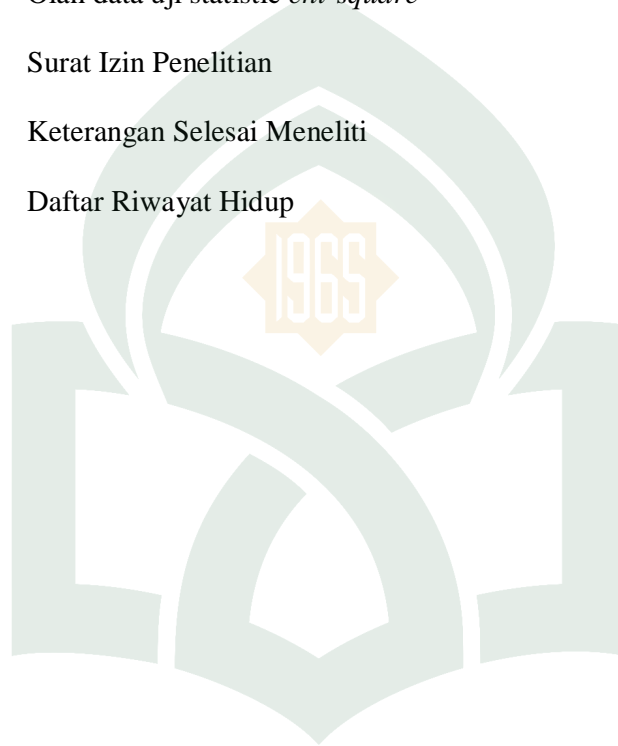 Olah data uji statistic chi-square
Surat Izin Penelitian
Keterangan Selesai Meneliti
Daftar Riwayat Hidup
1965